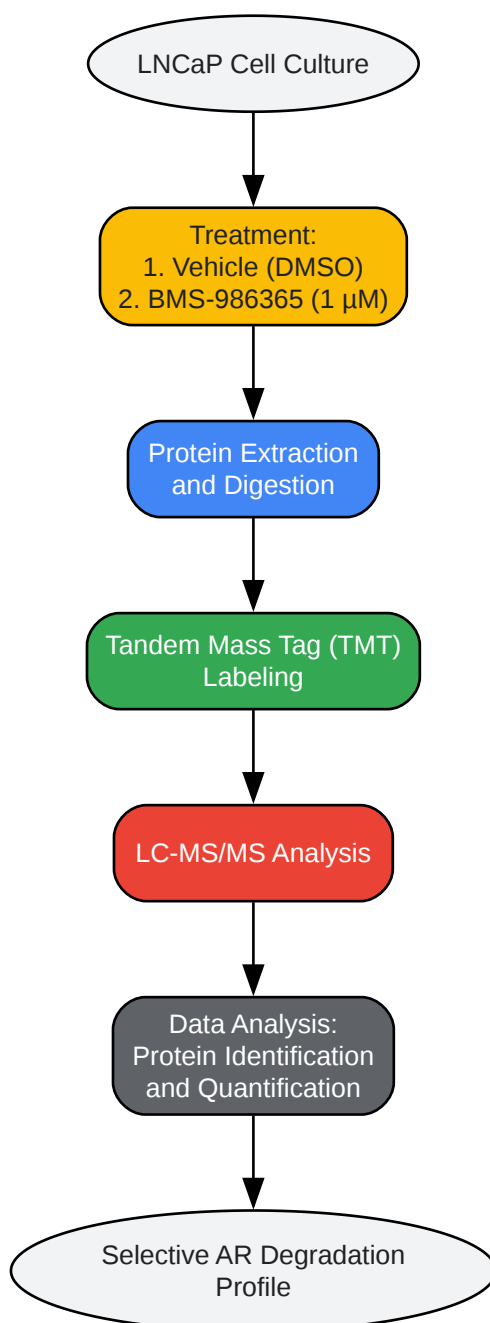 LNCaP Cell Culture
Treatment:
1. Vehicle (DMSO)
2. BMS-986365 (1 µM)
Protein Extraction
and Digestion
Tandem Mass Tag (TMT)
Labeling
LC-MS/MS Analysis
Data Analysis:
Protein Identification
and Quantification
Selective AR Degradation
Profile